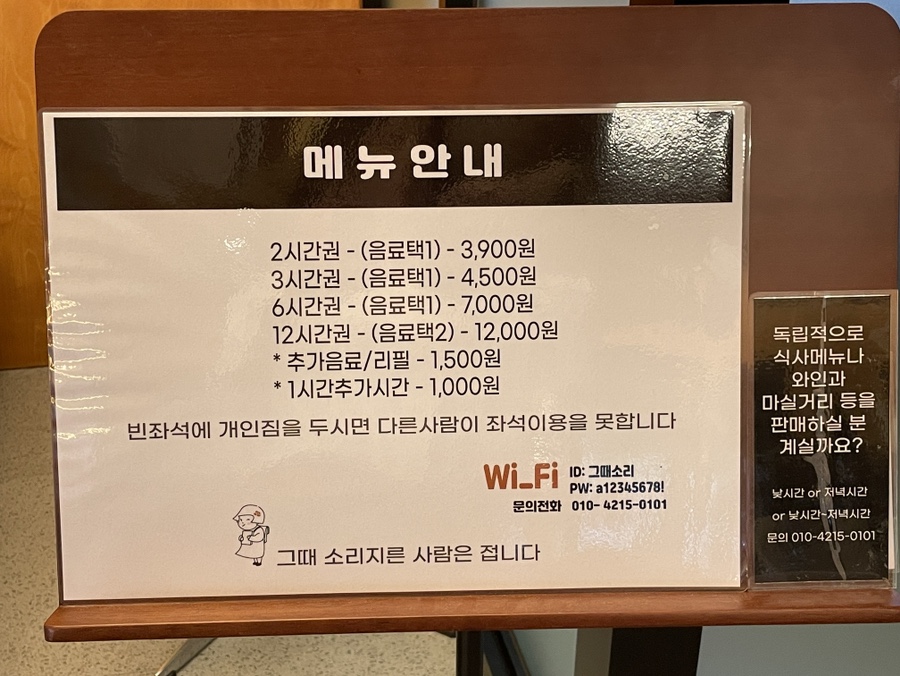 메뉴안내
2시간권 - (음료택1) - 3,900원
3시간권 - (음료택1) - 4,500원
6시간권 - (음료택1) - 7,000원
12시간권 - (음료택2) - 12,000원
* 추가음료/리필 - 1,500원
* 1시간추가시간 - 1,000원
빈좌석에 개인짐을 두시면 다른사람이 좌석이용을 못합니다
Wi_Fi ID: 그때소리
PW: a12345678!
문의전화 010- 4215-0101
그때 소리지른 사람은 접니다
독립적으로
식사메뉴나
와인과
마실거리 등을
판매하실 분
계실까요?
낮시간 or 저녁시간
or 낮시간~저녁시간
문의 010-4215-0101